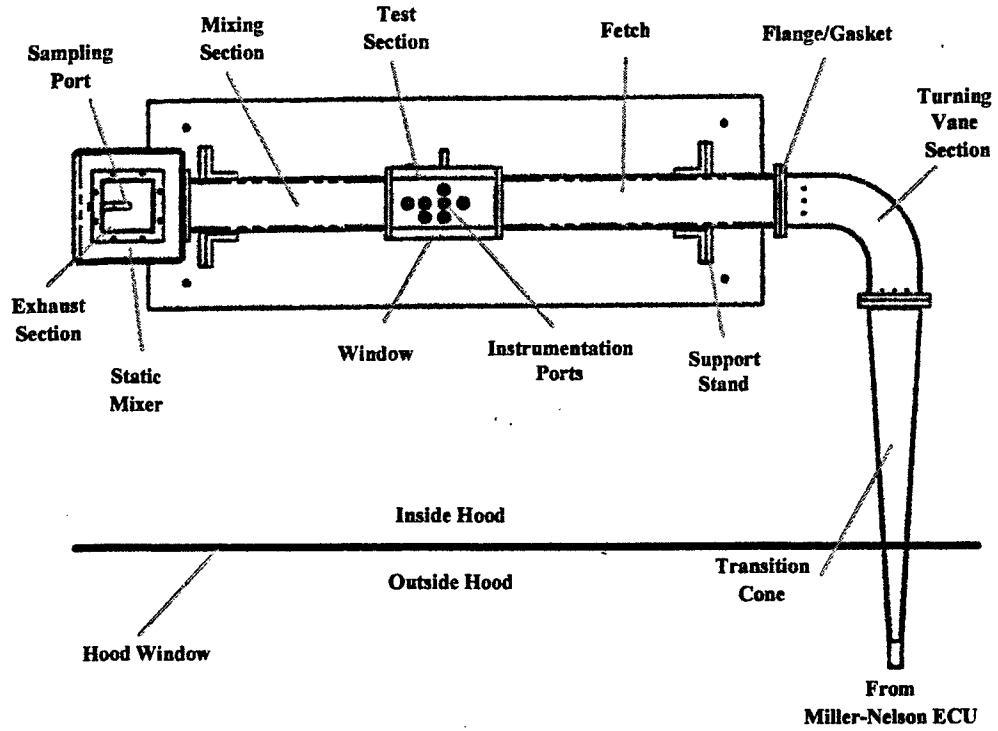 Sampling
Port
Mixing
Section
Test
Section
Fetch
Flange/Gasket
Turning
Vane
Section
Exhaust
Section
Static
Mixer
Window
Instrumentation
Ports
Support
Stand
Inside Hood
Outside Hood
Transition
Cone
Hood Window
From
Miller-Nelson ECU